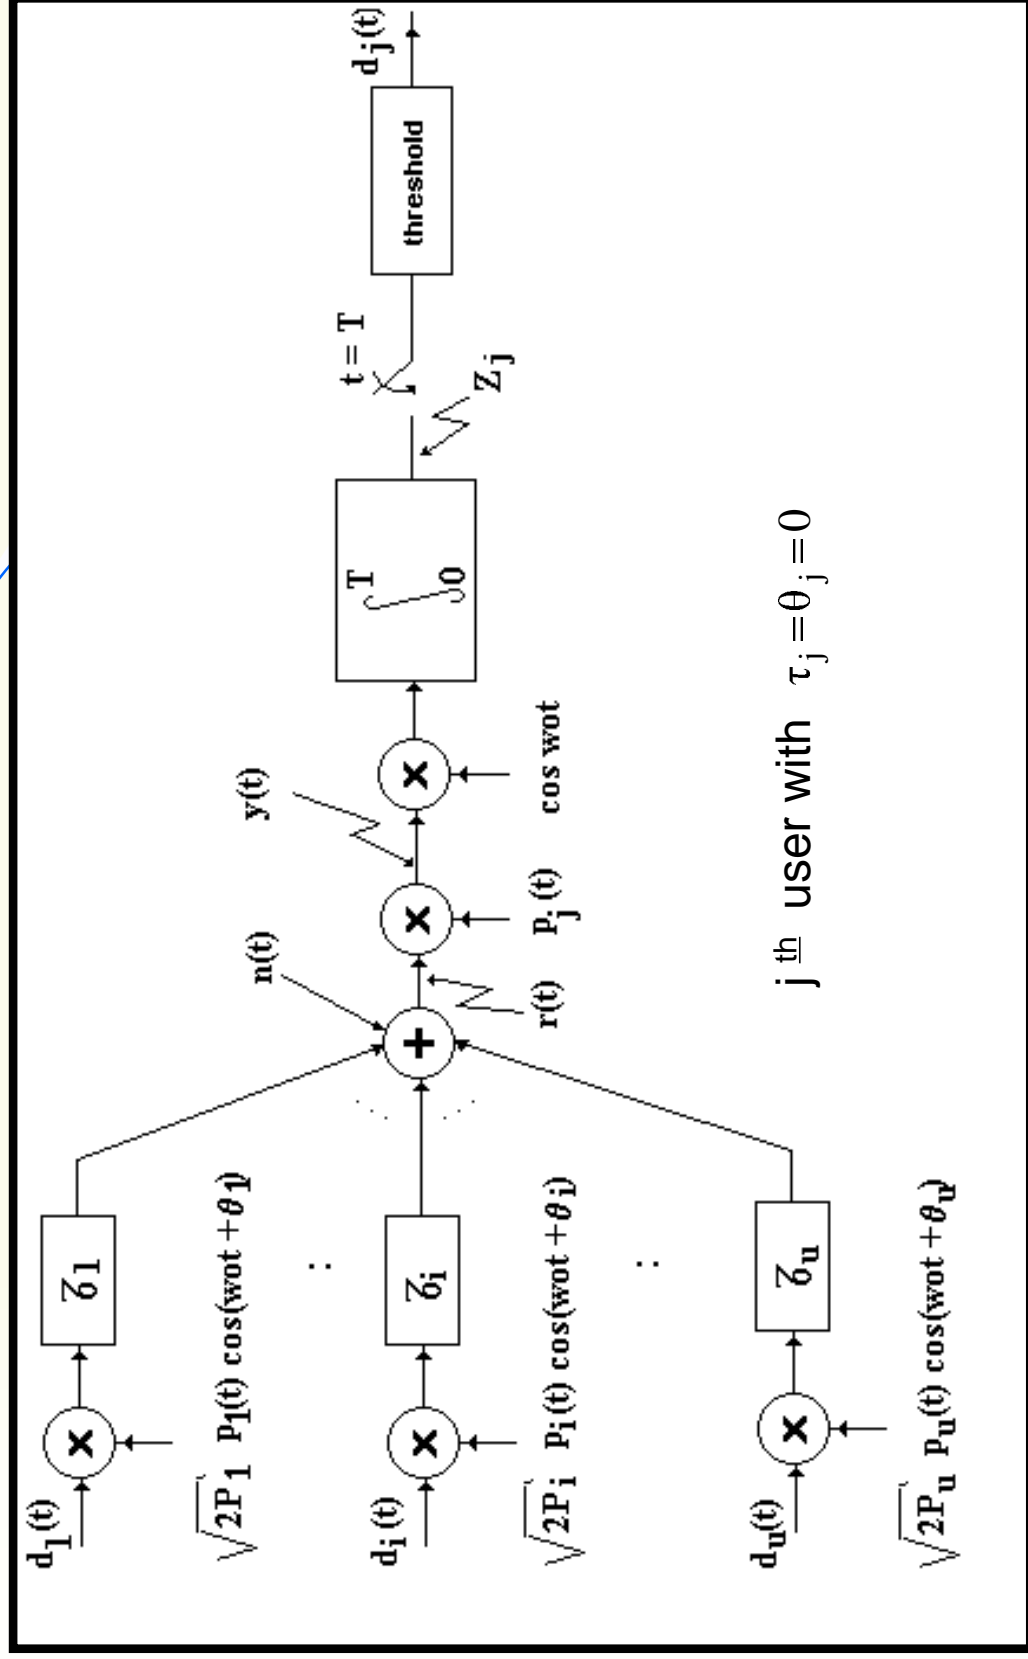 d1(t)
×
τ1
√2P1 p1(t) cos(wot + θ1)
:
di(t)
×
τi
√2Pi pi(t) cos(wot + θi)
:
du(t)
×
τu
√2Pu pu(t) cos(wot + θu)
n(t)
+
r(t)
×
pj(t)
y(t)
×
cos wot
∫0T
Zj
t = T
threshold
dj(t)
j th user with τj = θj = 0